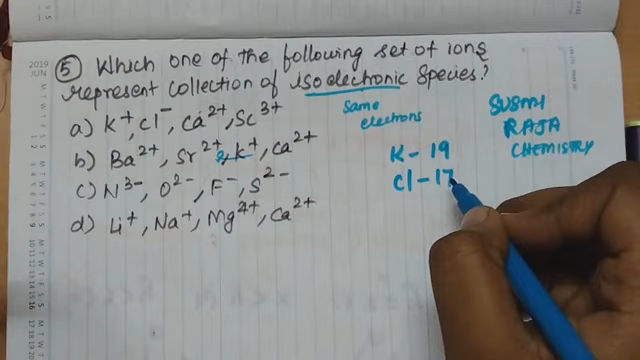 2019
JUN
⑤ Which one of the following set of ions
represent collection of isoelectronic species?
Same
electrons
a) K⁺, Cl⁻, Ca²⁺, Sc³⁺
b) Ba²⁺, Sr²⁺, K⁺, Ca²⁺
c) N³⁻, O²⁻, F⁻, S²⁻
d) Li⁺, Na⁺, Mg²⁺, Ca²⁺
K - 19
Cl - 17
SUSMI
RAJA
CHEMISTRY